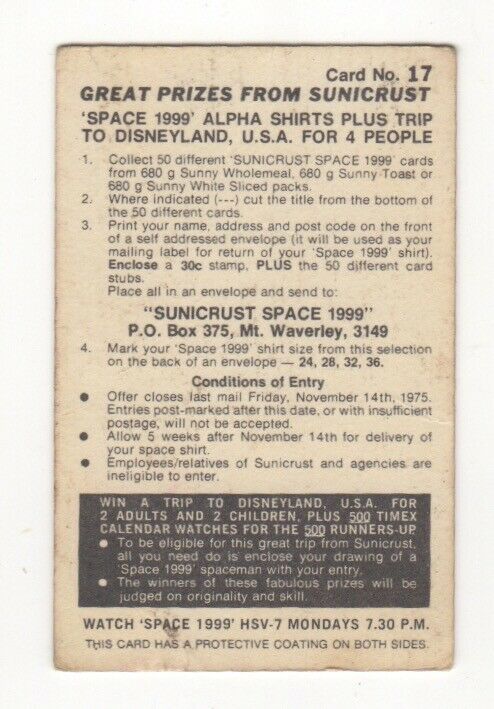 Card No. 17
GREAT PRIZES FROM SUNICRUST
'SPACE 1999' ALPHA SHIRTS PLUS TRIP
TO DISNEYLAND, U.S.A. FOR 4 PEOPLE
1. Collect 50 different 'SUNICRUST SPACE 1999' cards
from 680 g Sunny Wholemeal, 680 g Sunny Toast or
680 g Sunny White Sliced packs.
2. Where indicated (---) cut the title from the bottom of
the 50 different cards.
3. Print your name, address and post code on the front
of a self addressed envelope (it will be used as your
mailing label for return of your 'Space 1999' shirt).
Enclose a 30c stamp, PLUS the 50 different card
stubs.
Place all in an envelope and send to:
"SUNICRUST SPACE 1999"
P.O. Box 375, Mt. Waverley, 3149
4. Mark your 'Space 1999' shirt size from this selection
on the back of an envelope — 24, 28, 32, 36.
Conditions of Entry
● Offer closes last mail Friday, November 14th, 1975.
Entries post-marked after this date, or with insufficient
postage, will not be accepted.
● Allow 5 weeks after November 14th for delivery of
your space shirt.
● Employees/relatives of Sunicrust and agencies are
ineligible to enter.
WIN A TRIP TO DISNEYLAND, U.S.A. FOR
2 ADULTS AND 2 CHILDREN, PLUS 500 TIMEX
CALENDAR WATCHES FOR THE 500 RUNNERS-UP
● To be eligible for this great trip from Sunicrust,
all you need do is enclose your drawing of a
'Space 1999' spaceman with your entry.
● The winners of these fabulous prizes will be
judged on originality and skill.
WATCH 'SPACE 1999' HSV-7 MONDAYS 7.30 P.M.
THIS CARD HAS A PROTECTIVE COATING ON BOTH SIDES.